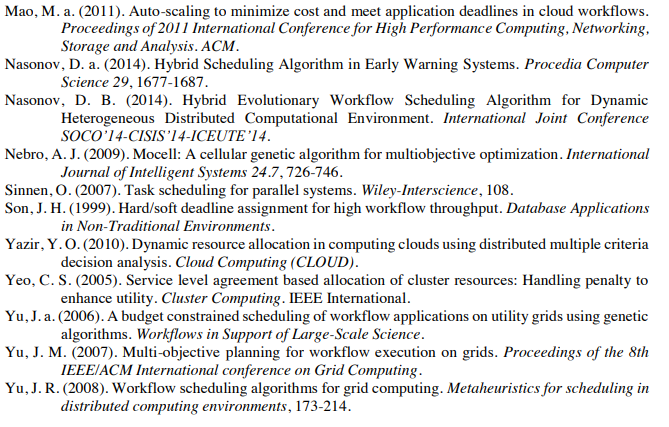 Mao, M. a. (2011). Auto-scaling to minimize cost and meet application deadlines in cloud workflows.
Proceedings of 2011 International Conference for High Performance Computing, Networking,
Storage and Analysis. ACM.
Nasonov, D. a. (2014). Hybrid Scheduling Algorithm in Early Warning Systems. Procedia Computer
Science 29, 1677-1687.
Nasonov, D. B. (2014). Hybrid Evolutionary Workflow Scheduling Algorithm for Dynamic
Heterogeneous Distributed Computational Environment. International Joint Conference
SOCO’14-CISIS’14-ICEUTE’14.
Nebro, A. J. (2009). Mocell: A cellular genetic algorithm for multiobjective optimization. International
Journal of Intelligent Systems 24.7, 726-746.
Sinnen, O. (2007). Task scheduling for parallel systems. Wiley-Interscience, 108.
Son, J. H. (1999). Hard/soft deadline assignment for high workflow throughput. Database Applications
in Non-Traditional Environments.
Yazir, Y. O. (2010). Dynamic resource allocation in computing clouds using distributed multiple criteria
decision analysis. Cloud Computing (CLOUD).
Yeo, C. S. (2005). Service level agreement based allocation of cluster resources: Handling penalty to
enhance utility. Cluster Computing. IEEE International.
Yu, J. a. (2006). A budget constrained scheduling of workflow applications on utility grids using genetic
algorithms. Workflows in Support of Large-Scale Science.
Yu, J. M. (2007). Multi-objective planning for workflow execution on grids. Proceedings of the 8th
IEEE/ACM International conference on Grid Computing.
Yu, J. R. (2008). Workflow scheduling algorithms for grid computing. Metaheuristics for scheduling in
distributed computing environments, 173-214.